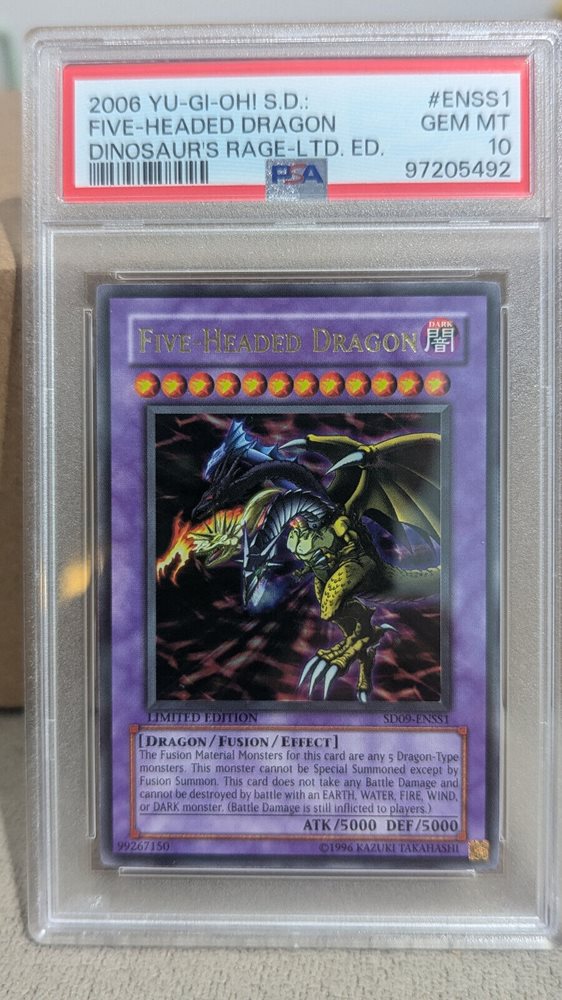 2006 YU-GI-OH! S.D.: #ENSS1
FIVE-HEADED DRAGON GEM MT
DINOSAUR'S RAGE-LTD. ED. 10
PSA 97205492
FIVE-HEADED DRAGON DARK
闇
LIMITED EDITION SD09-ENSS1
[DRAGON/FUSION/EFFECT]
The Fusion Material Monsters for this card are any 5 Dragon-Type
monsters. This monster cannot be Special Summoned except by
Fusion Summon. This card does not take any Battle Damage and
cannot be destroyed by battle with an EARTH, WATER, FIRE, WIND,
or DARK monster. (Battle Damage is still inflicted to players.)
ATK/5000 DEF/5000
99267150 ©1996 KAZUKI TAKAHASHI